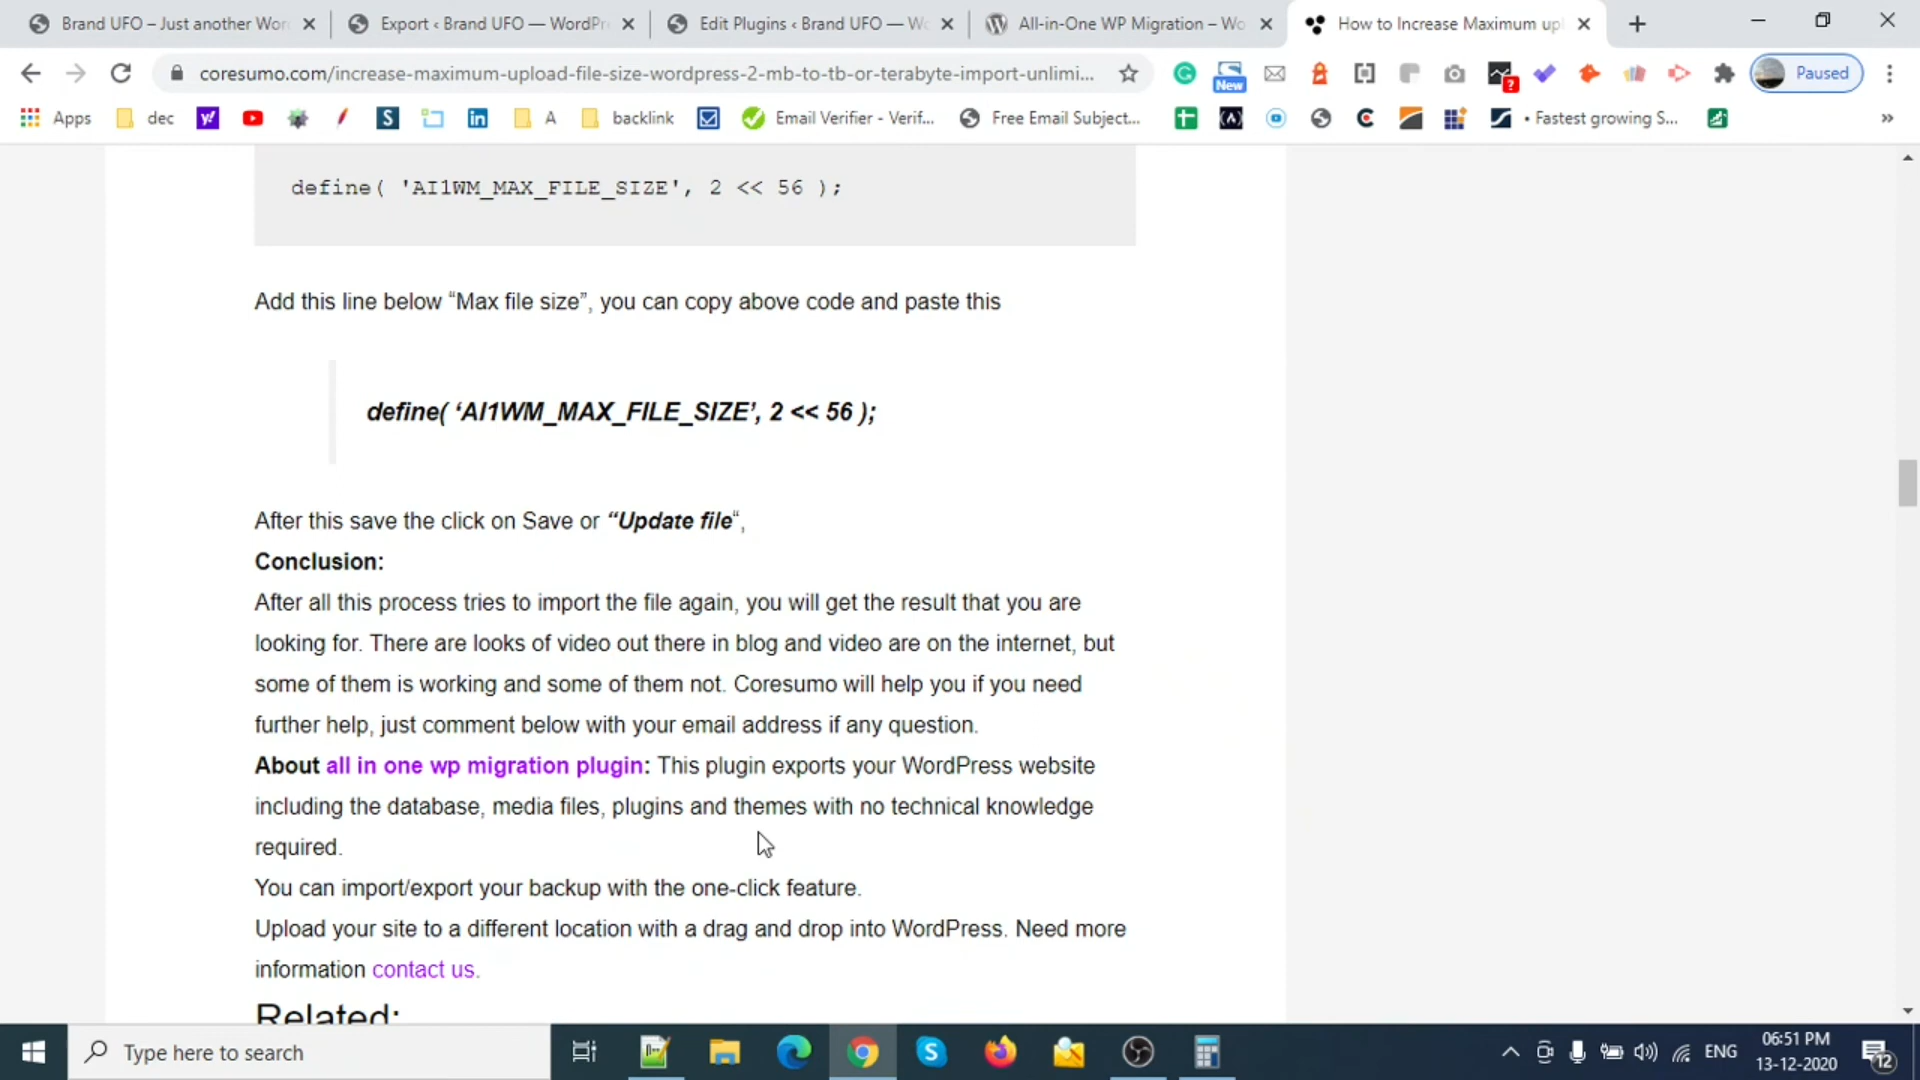 Brand UFO – Just another Wor
Export ‹ Brand UFO — WordPr
Edit Plugins ‹ Brand UFO — Wo
All-in-One WP Migration – Wo
How to Increase Maximum up
coresumo.com/increase-maximum-upload-file-size-wordpress-2-mb-to-tb-or-terabyte-import-unlimi...
New
?
Paused
Apps
dec
y!
S
in
A
backlink
Email Verifier - Verif...
Free Email Subject...
• Fastest growing S...
»
define( 'AI1WM_MAX_FILE_SIZE', 2 << 56 );
Add this line below “Max file size”, you can copy above code and paste this
define( ‘AI1WM_MAX_FILE_SIZE’, 2 << 56 );
After this save the click on Save or “Update file“,
Conclusion:
After all this process tries to import the file again, you will get the result that you are
looking for. There are looks of video out there in blog and video are on the internet, but
some of them is working and some of them not. Coresumo will help you if you need
further help, just comment below with your email address if any question.
About all in one wp migration plugin: This plugin exports your WordPress website
including the database, media files, plugins and themes with no technical knowledge
required.
You can import/export your backup with the one-click feature.
Upload your site to a different location with a drag and drop into WordPress. Need more
information contact us.
Related:
Type here to search
ENG
06:51 PM
13-12-2020
12